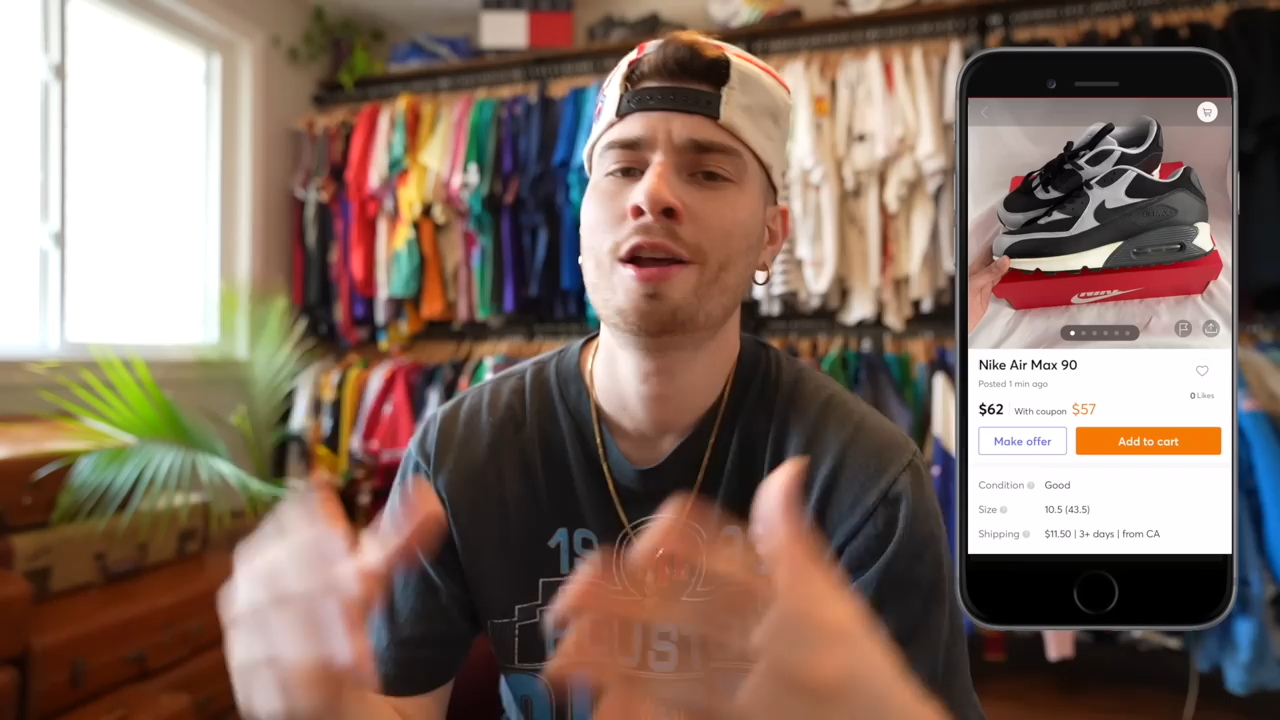 19
Nike Air Max 90
Posted 1 min ago
0 Likes
$62 With coupon $57
Make offer
Add to cart
Condition Good
Size 10.5 (43.5)
Shipping $11.50 | 3+ days | from CA